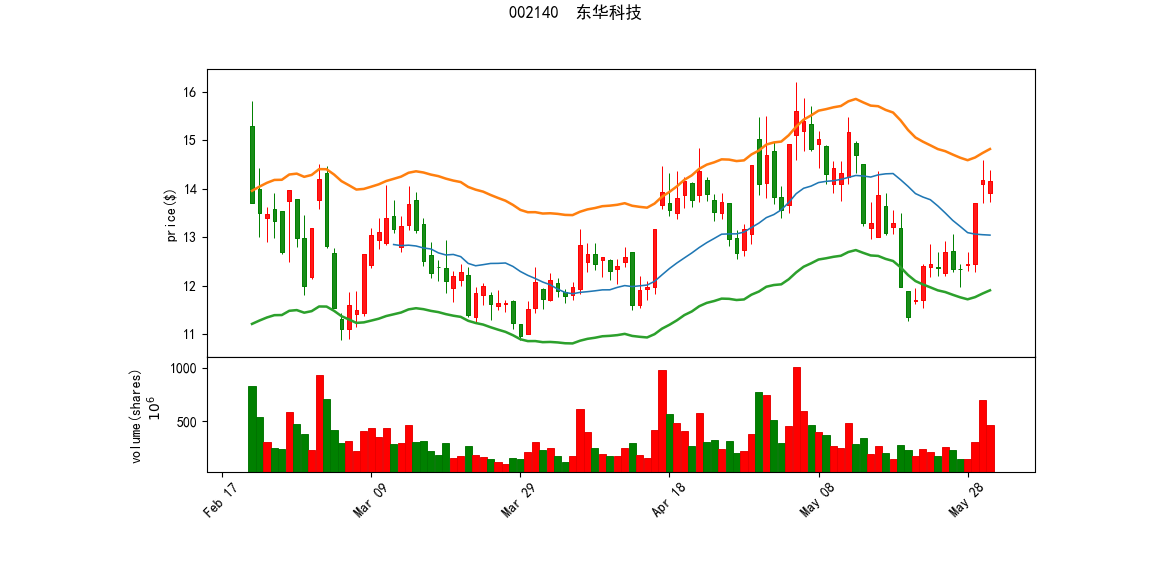 002140 东华科技
16
15
14
13
12
11
price($)
1000
500
volume(shares)
10^6
Feb 17
Mar 09
Mar 29
Apr 18
May 08
May 28